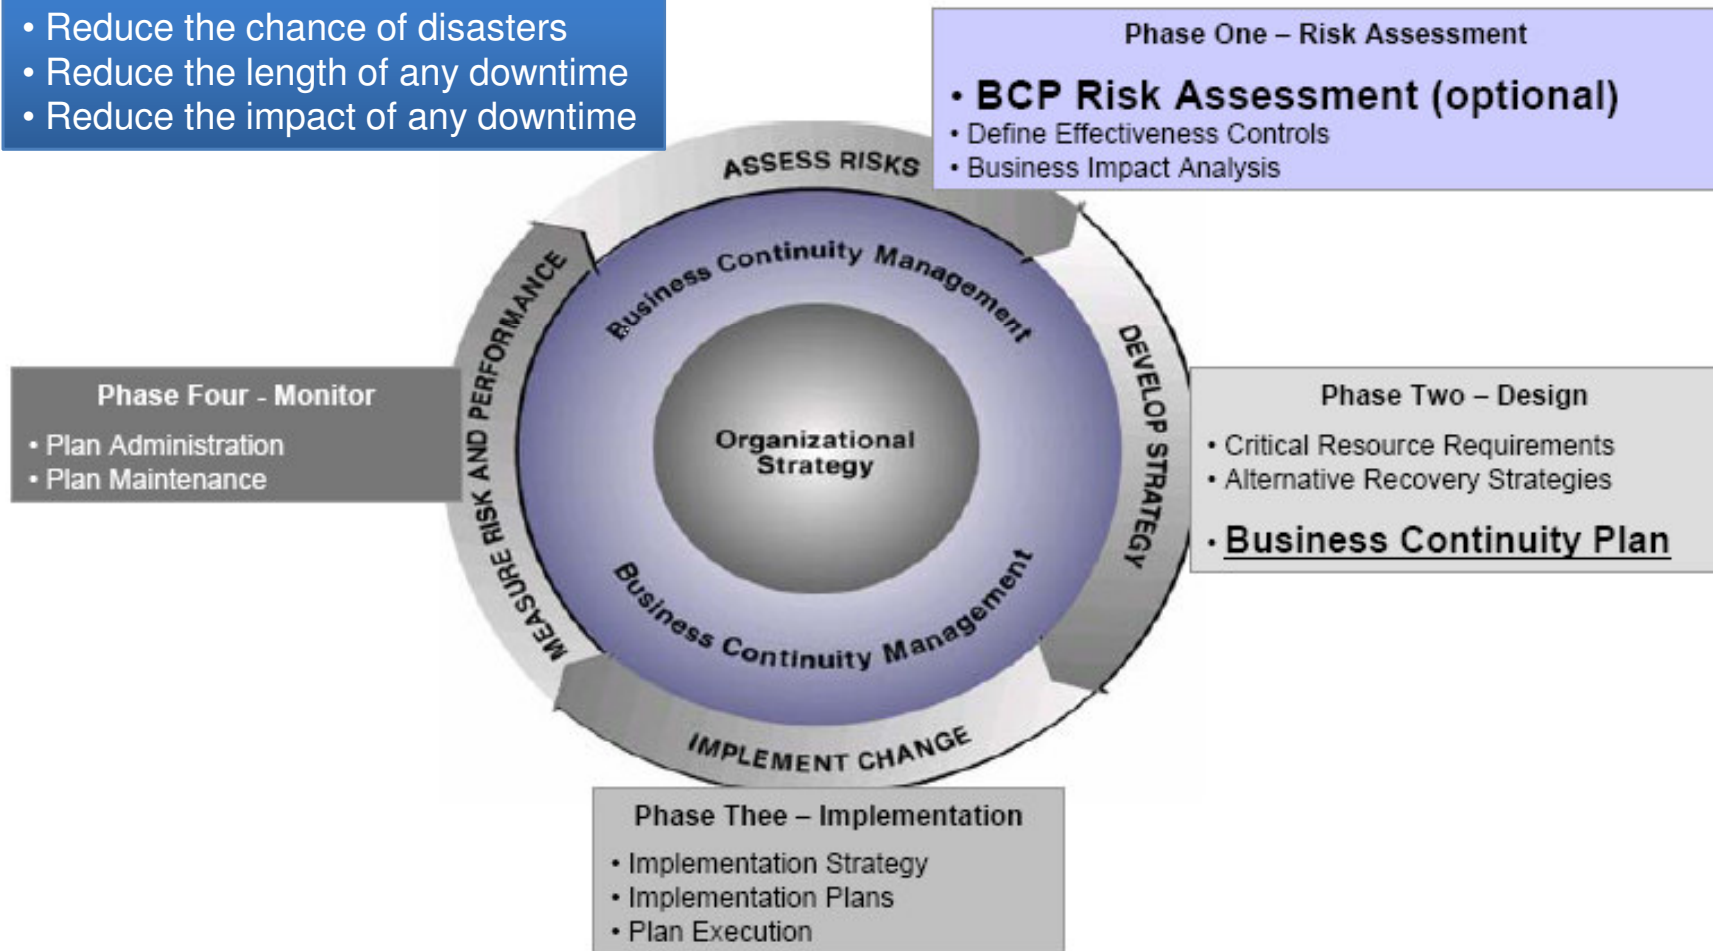 • Reduce the chance of disasters
• Reduce the length of any downtime
• Reduce the impact of any downtime
Phase One – Risk Assessment
• BCP Risk Assessment (optional)
• Define Effectiveness Controls
• Business Impact Analysis
ASSESS RISKS
Business Continuity Management
DEVELOP STRATEGY
Phase Two – Design
• Critical Resource Requirements
• Alternative Recovery Strategies
• Business Continuity Plan
Organizational
Strategy
Phase Four - Monitor
• Plan Administration
• Plan Maintenance
MEASURE RISK AND PERFORMANCE
Business Continuity Management
IMPLEMENT CHANGE
Phase Thee – Implementation
• Implementation Strategy
• Implementation Plans
• Plan Execution